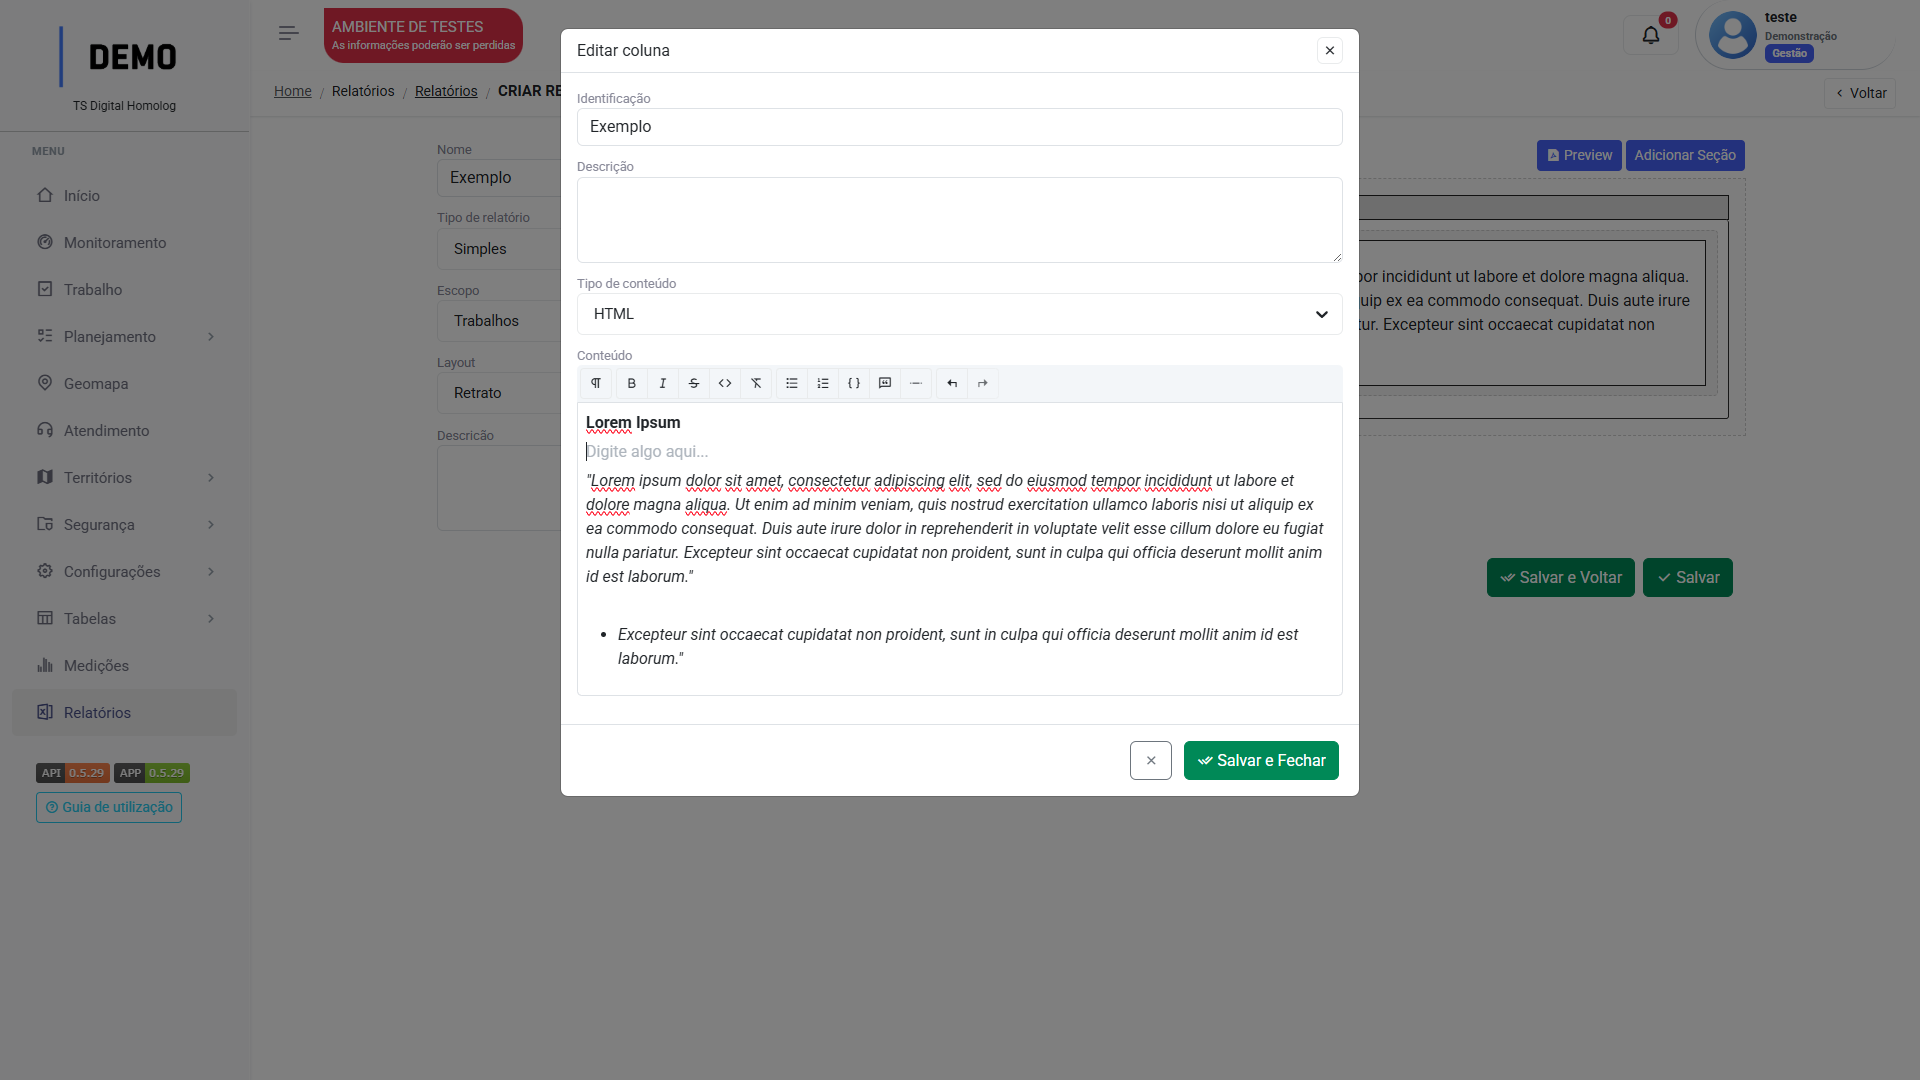 DEMO
TS Digital Homolog
MENU
Início
Monitoramento
Trabalho
Planejamento
Geomapa
Atendimento
Territórios
Segurança
Configurações
Tabelas
Medições
Relatórios
API 0.5.29 APP 0.5.29
Guia de utilização
AMBIENTE DE TESTES
As informações poderão ser perdidas
0
teste
Demonstração
Gestão
Home / Relatórios / Relatórios / CRIAR RE
Voltar
Nome
Exemplo
Tipo de relatório
Simples
Escopo
Trabalhos
Layout
Retrato
Descrição
Editar coluna
Identificação
Exemplo
Descrição
Tipo de conteúdo
HTML
Conteúdo
Lorem Ipsum
Digite algo aqui...
"Lorem ipsum dolor sit amet, consectetur adipiscing elit, sed do eiusmod tempor incididunt ut labore et
dolore magna aliqua. Ut enim ad minim veniam, quis nostrud exercitation ullamco laboris nisi ut aliquip ex
ea commodo consequat. Duis aute irure dolor in reprehenderit in voluptate velit esse cillum dolore eu fugiat
nulla pariatur. Excepteur sint occaecat cupidatat non proident, sunt in culpa qui officia deserunt mollit anim
id est laborum."
• Excepteur sint occaecat cupidatat non proident, sunt in culpa qui officia deserunt mollit anim id est
laborum."
Salvar e Fechar
Preview
Adicionar Seção
por incididunt ut labore et dolore magna aliqua.
uip ex ea commodo consequat. Duis aute irure
tur. Excepteur sint occaecat cupidatat non
Salvar e Voltar
Salvar